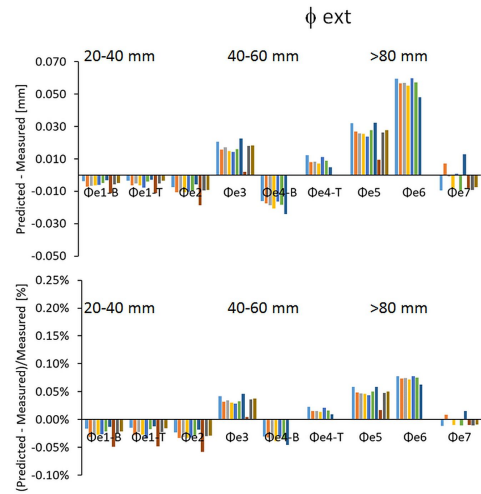 ϕ ext
20-40 mm 40-60 mm >80 mm
Predicted - Measured [mm]
0.070
0.050
0.030
0.010
-0.010
-0.030
-0.050
Φe1-B Φe1-T Φe2 Φe3 Φe4-B Φe4-T Φe5 Φe6 Φe7
20-40 mm 40-60 mm >80 mm
(Predicted - Measured)/Measured [%]
0.25%
0.20%
0.15%
0.10%
0.05%
0.00%
-0.05%
-0.10%
Φe1-B Φe1-T Φe2 Φe3 Φe4-B Φe4-T Φe5 Φe6 Φe7